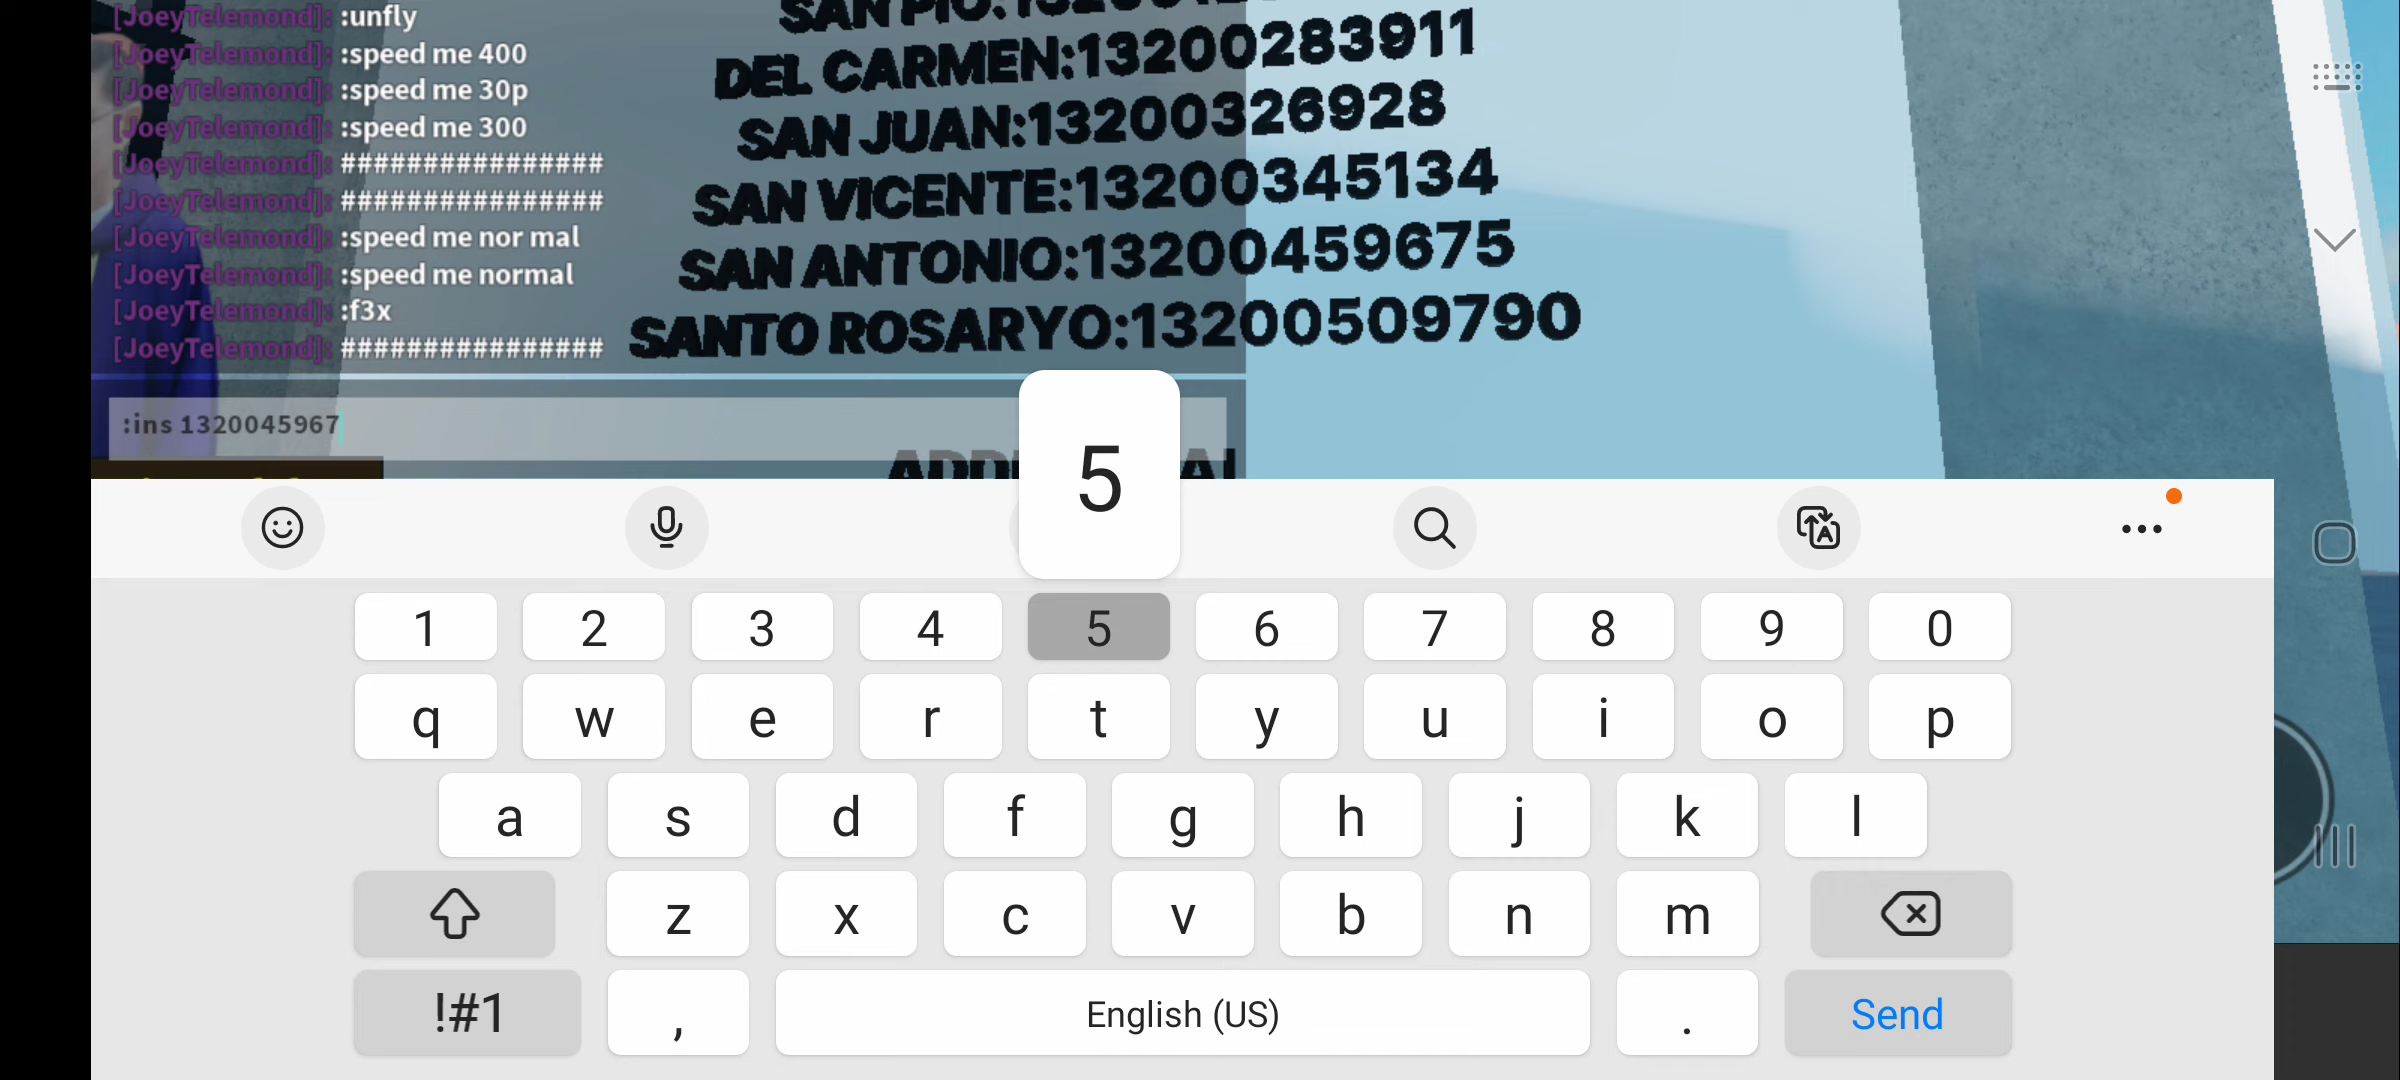 [JoeyTelemond]: :unfly
[JoeyTelemond]: :speed me 400
[JoeyTelemond]: :speed me 30p
[JoeyTelemond]: :speed me 300
[JoeyTelemond]: ################
[JoeyTelemond]: ################
[JoeyTelemond]: :speed me nor mal
[JoeyTelemond]: :speed me normal
[JoeyTelemond]: :f3x
[JoeyTelemond]: ################
:ins 1320045967
SAN PIO:
DEL CARMEN:13200283911
SAN JUAN:13200326928
SAN VICENTE:13200345134
SAN ANTONIO:13200459675
SANTO ROSARYO:13200509790
5
1 2 3 4 5 6 7 8 9 0
q w e r t y u i o p
a s d f g h j k l
z x c v b n m
!#1 , English (US) . Send